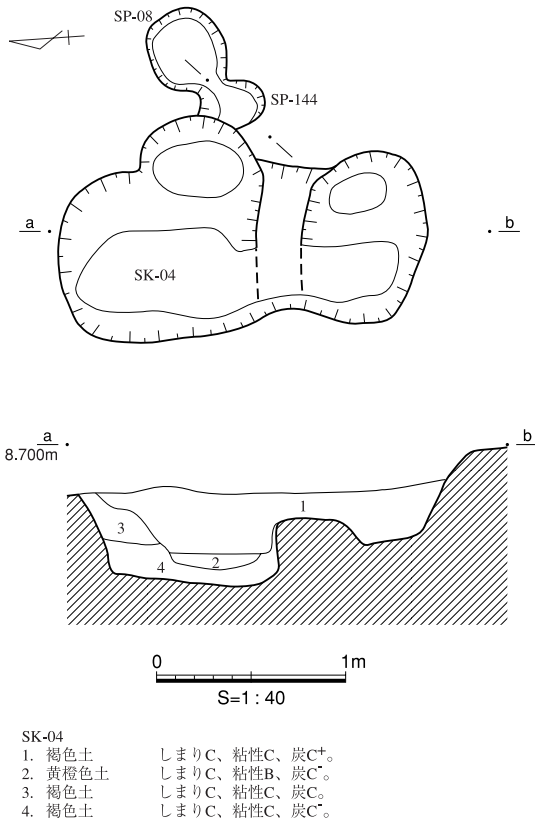 SP-08
SP-144
a b
SK-04
a b
8.700m
1
3
2
4
0 1m
S=1:40
SK-04
1. 褐色土 しまりC、粘性C、炭C⁺。
2. 黄橙色土 しまりC、粘性B、炭C⁻。
3. 褐色土 しまりC、粘性C、炭C。
4. 褐色土 しまりC、粘性C、炭C⁻。